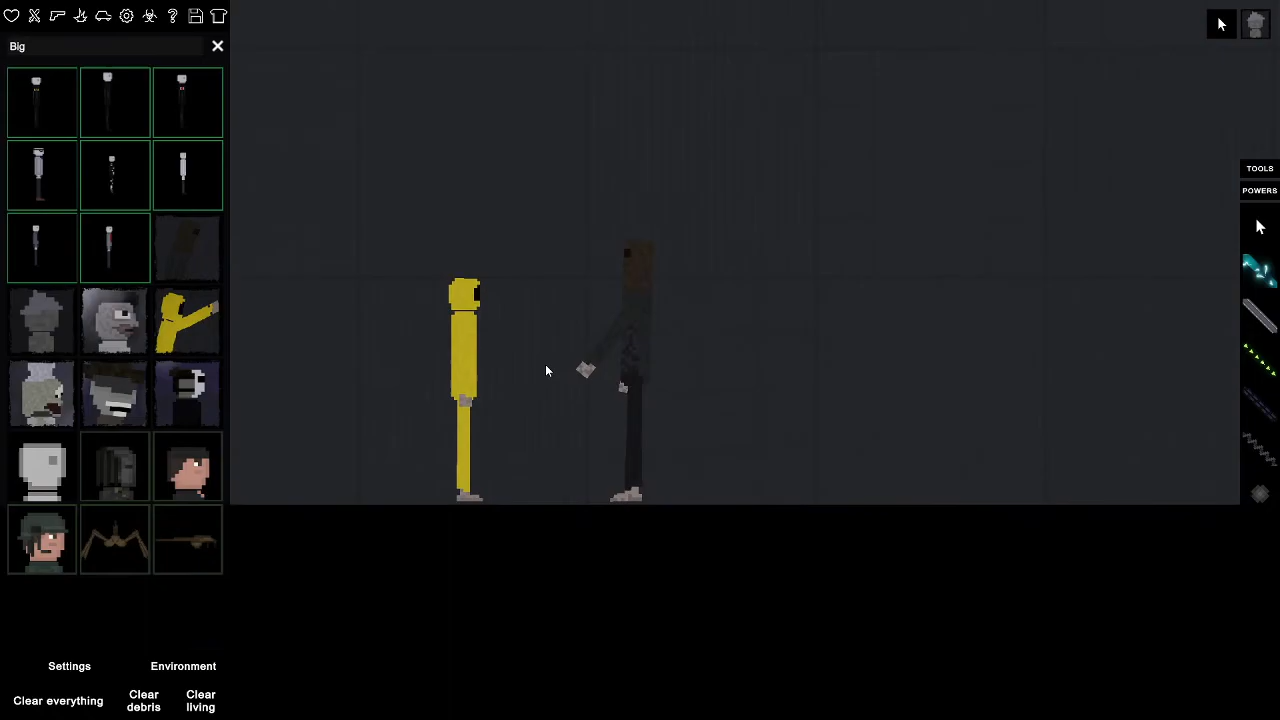 Big
TOOLS
POWERS
Settings
Environment
Clear everything
Clear
debris
Clear
living